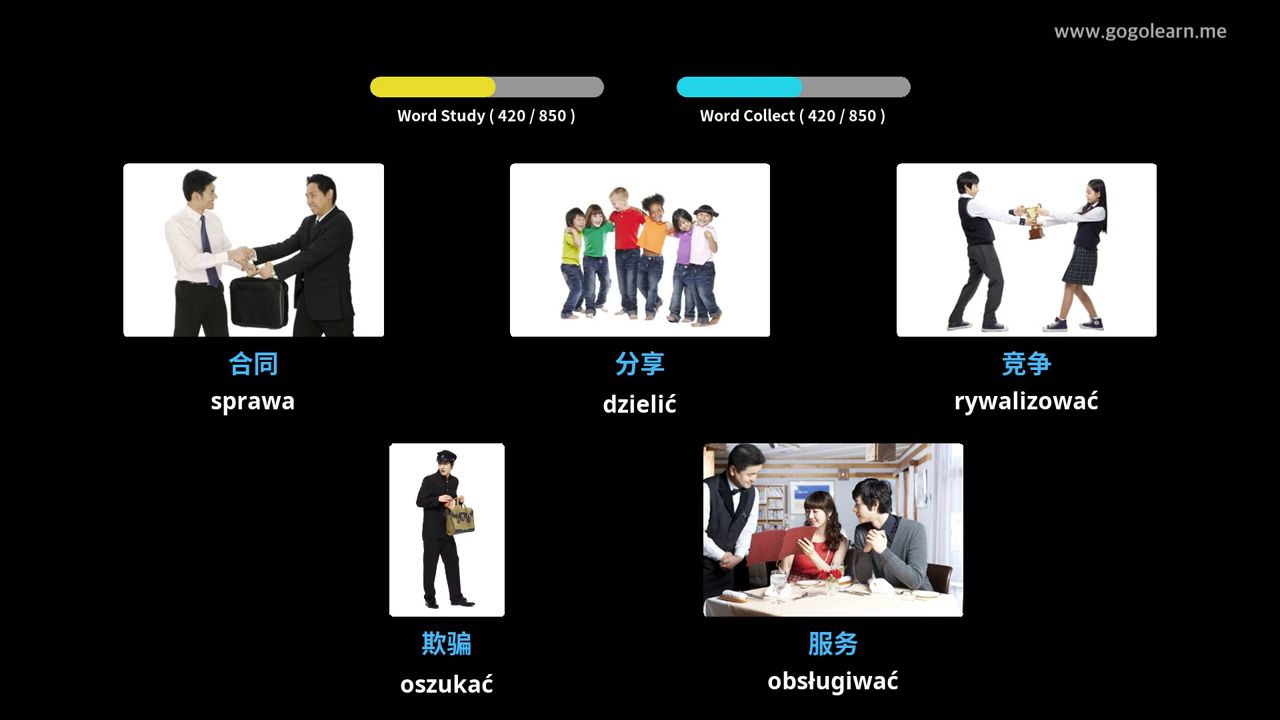 www.gogolearn.me
Word Study ( 420 / 850 )
Word Collect ( 420 / 850 )
合同
sprawa
分享
dzielić
竞争
rywalizować
欺骗
oszukać
服务
obsługiwać